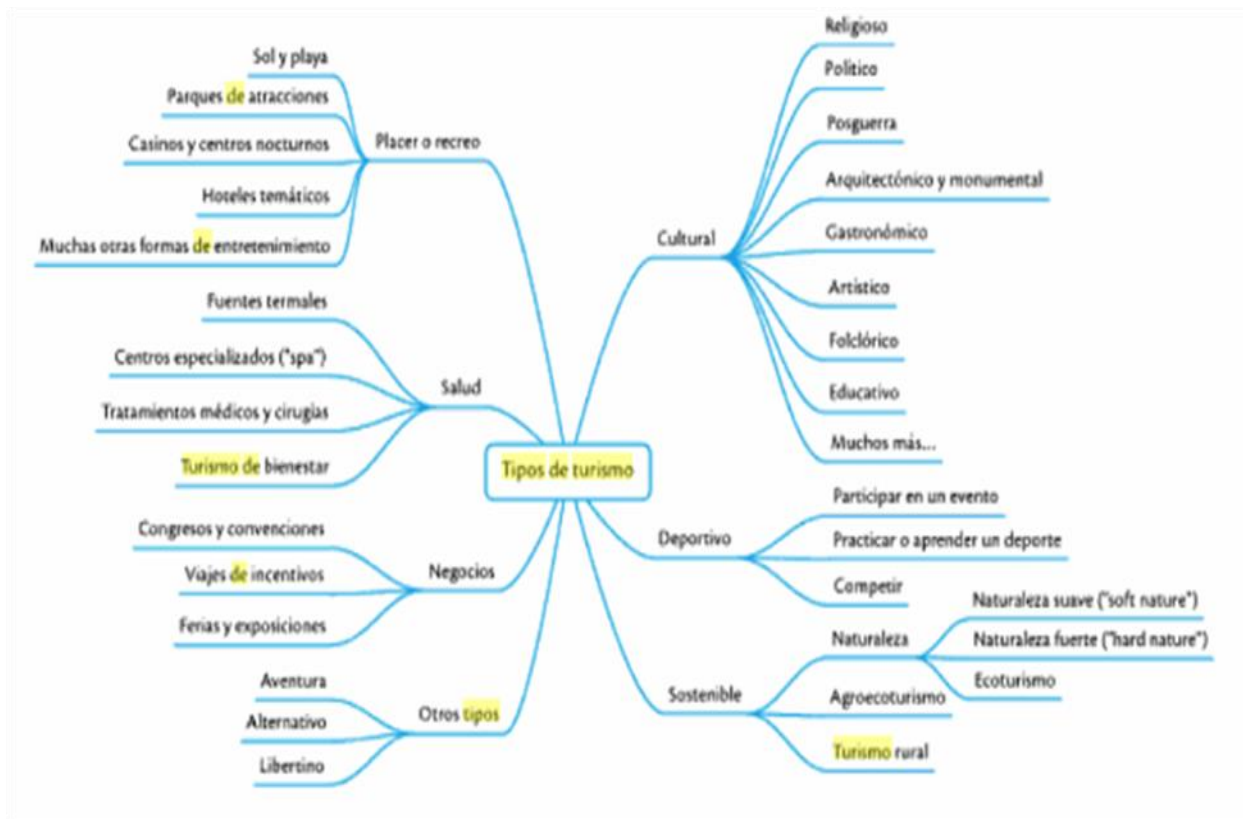 Tipos de turismo
Placer o recreo
Sol y playa
Parques de atracciones
Casinos y centros nocturnos
Hoteles temáticos
Muchas otras formas de entretenimiento
Salud
Fuentes termales
Centros especializados ("spa")
Tratamientos médicos y cirugías
Turismo de bienestar
Negocios
Congresos y convenciones
Viajes de incentivos
Ferias y exposiciones
Otros tipos
Aventura
Alternativo
Libertino
Cultural
Religioso
Político
Posguerra
Arquitectónico y monumental
Gastronómico
Artístico
Folclórico
Educativo
Muchos más...
Deportivo
Participar en un evento
Practicar o aprender un deporte
Competir
Sostenible
Naturaleza
Naturaleza suave ("soft nature")
Naturaleza fuerte ("hard nature")
Ecoturismo
Agroecoturismo
Turismo rural